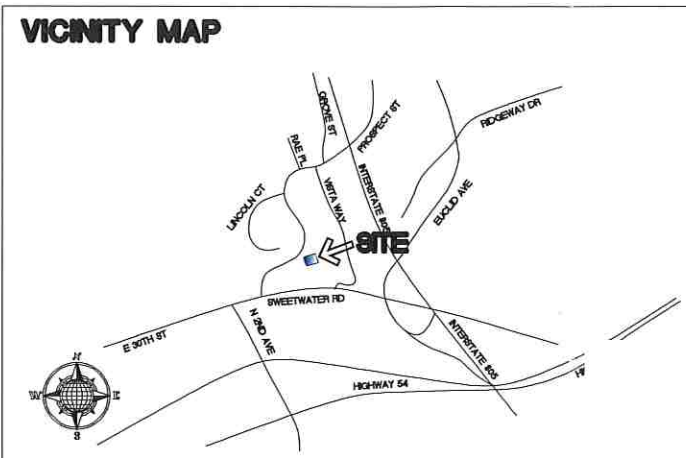 VICINITY MAP
GROVE ST
PROSPECT ST
RIDGEWAY DR
RAE PL
VISTA WAY
INTERSTATE 805
LINCOLN CT
EUCLID AVE
SITE
SWEETWATER RD
E 30TH ST
N 2ND AVE
INTERSTATE 805
HIGHWAY 54
N
W
E
S